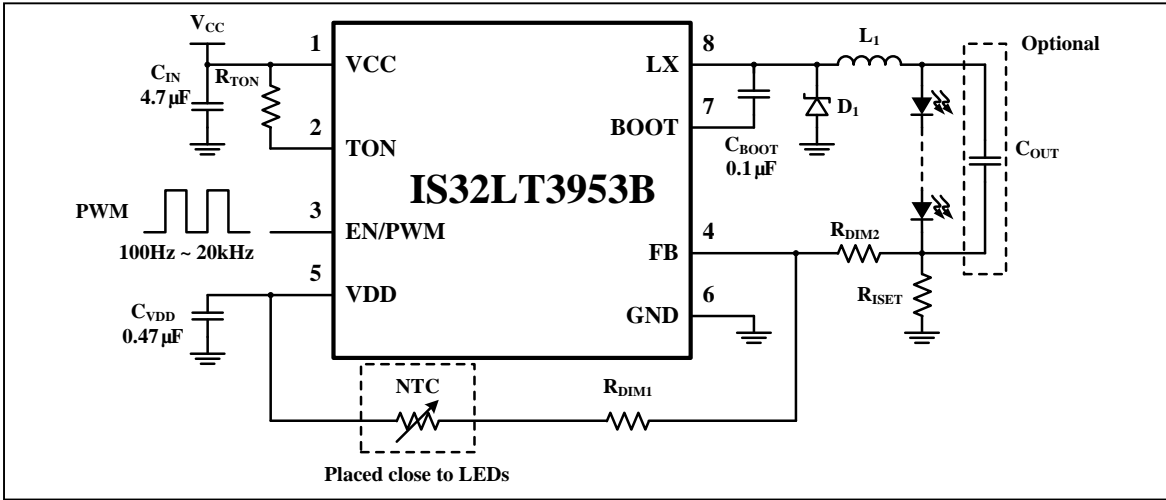 VCC
CIN
4.7 µF
RTON
1
VCC
2
TON
PWM
100Hz ~ 20kHz
3
EN/PWM
5
VDD
CVDD
0.47 µF
IS32LT3953B
8
LX
7
BOOT
4
FB
6
GND
CBOOT
0.1 µF
D1
L1
Optional
COUT
RDIM2
RISET
NTC
RDIM1
Placed close to LEDs